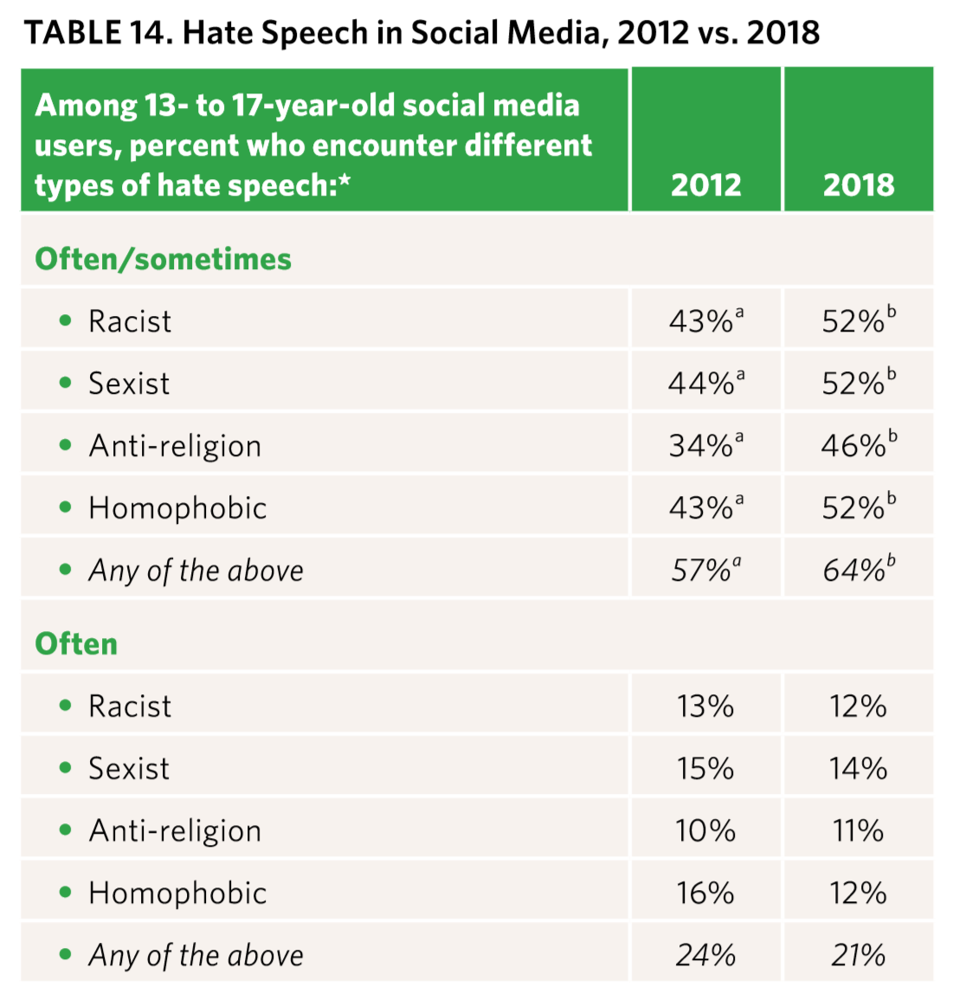 TABLE 14. Hate Speech in Social Media, 2012 vs. 2018
Among 13- to 17-year-old social media
users, percent who encounter different
types of hate speech:* 2012 2018
Often/sometimes
• Racist 43%ᵃ 52%ᵇ
• Sexist 44%ᵃ 52%ᵇ
• Anti-religion 34%ᵃ 46%ᵇ
• Homophobic 43%ᵃ 52%ᵇ
• Any of the above 57%ᵃ 64%ᵇ
Often
• Racist 13% 12%
• Sexist 15% 14%
• Anti-religion 10% 11%
• Homophobic 16% 12%
• Any of the above 24% 21%